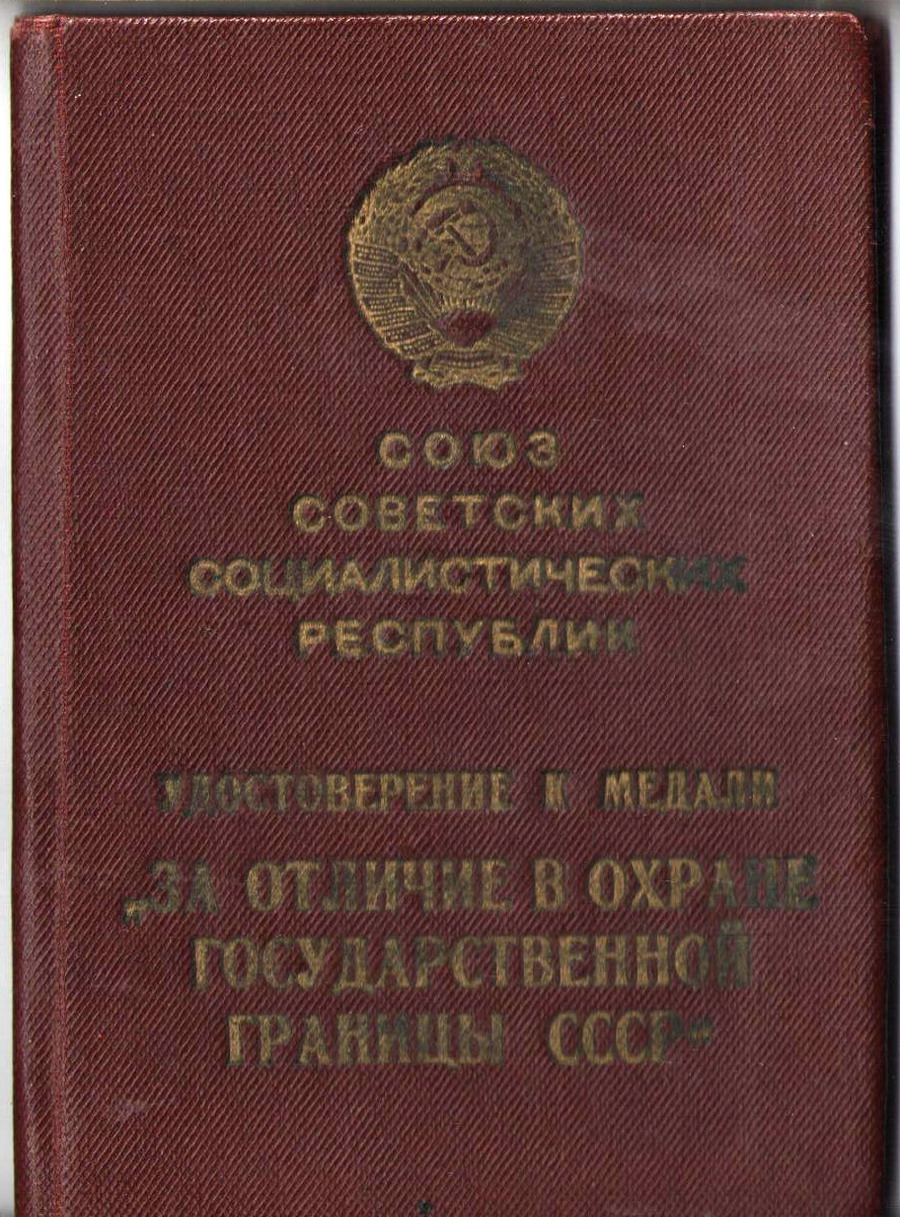 СОЮЗ
СОВЕТСКИХ
СОЦИАЛИСТИЧЕСКИХ
РЕСПУБЛИК
УДОСТОВЕРЕНИЕ К МЕДАЛИ
„ЗА ОТЛИЧИЕ В ОХРАНЕ
ГОСУДАРСТВЕННОЙ
ГРАНИЦЫ СССР“